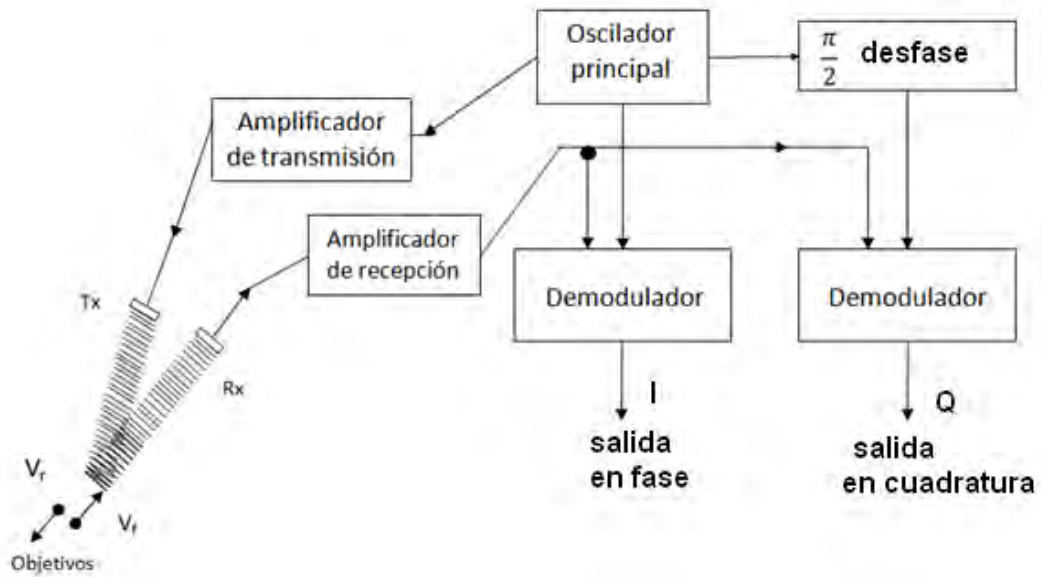 Oscilador
principal
π/2 desfase
Amplificador
de transmisión
Amplificador
de recepción
Tx
Rx
Demodulador
Demodulador
I
Q
salida
en fase
salida
en cuadratura
Vr
Vf
Objetivos